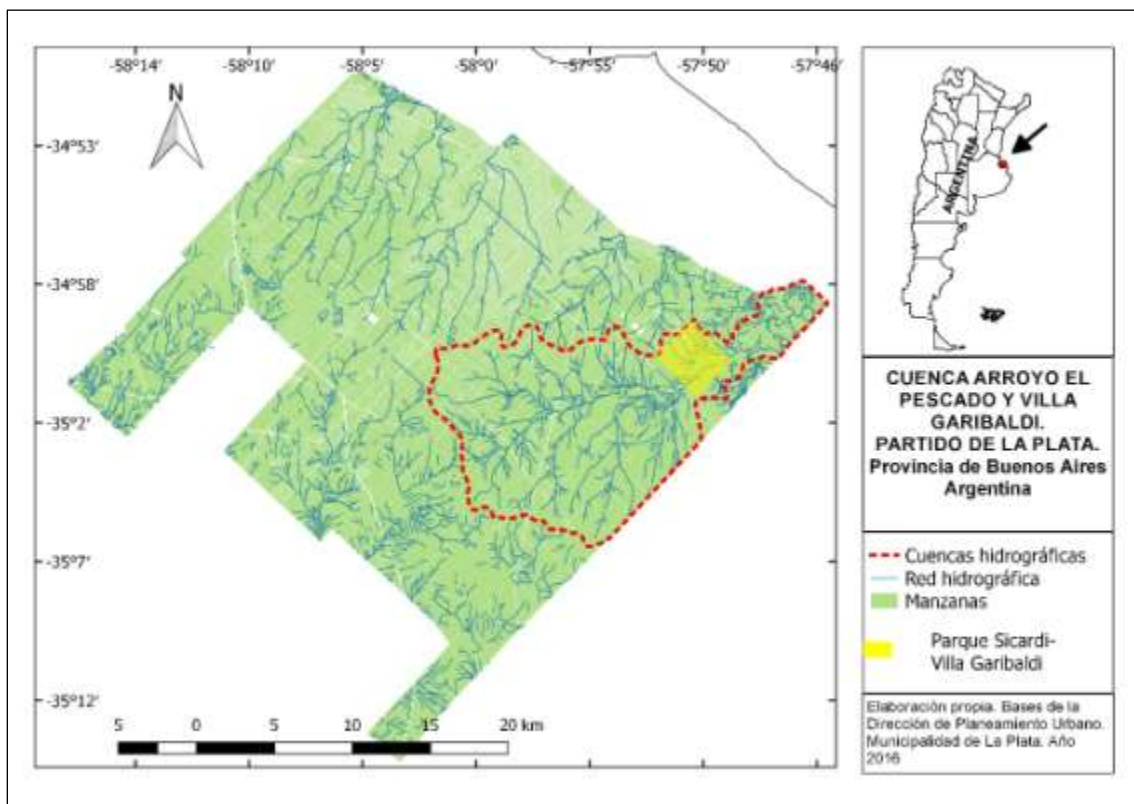 -58°14′ -58°10′ -58°5′ -58°0′ -57°55′ -57°50′ -57°46′
N
-34°53′
-34°58′
-35°2′
-35°7′
-35°12′
5 0 5 10 15 20 km
ARGENTINA
CUENCA ARROYO EL
PESCADO Y VILLA
GARIBALDI.
PARTIDO DE LA PLATA.
Provincia de Buenos Aires
Argentina
Cuencas hidrográficas
Red hidrográfica
Manzanas
Parque Sicardi-
Villa Garibaldi
Elaboración propia. Bases de la
Dirección de Planeamiento Urbano.
Municipalidad de La Plata. Año
2016